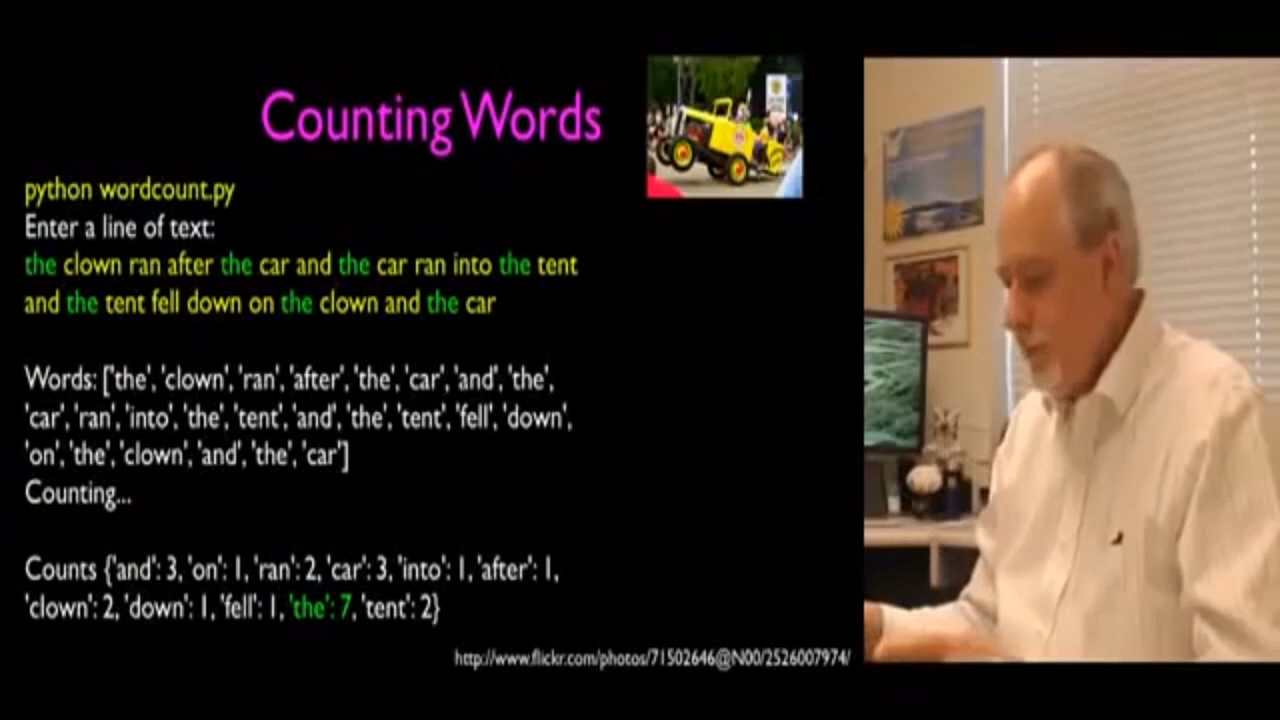 Counting Words
python wordcount.py
Enter a line of text:
the clown ran after the car and the car ran into the tent
and the tent fell down on the clown and the car
Words: ['the', 'clown', 'ran', 'after', 'the', 'car', 'and', 'the',
'car', 'ran', 'into', 'the', 'tent', 'and', 'the', 'tent', 'fell', 'down',
'on', 'the', 'clown', 'and', 'the', 'car']
Counting...
Counts {'and': 3, 'on': 1, 'ran': 2, 'car': 3, 'into': 1, 'after': 1,
'clown': 2, 'down': 1, 'fell': 1, 'the': 7, 'tent': 2}
http://www.flickr.com/photos/71502646@N00/2526007974/